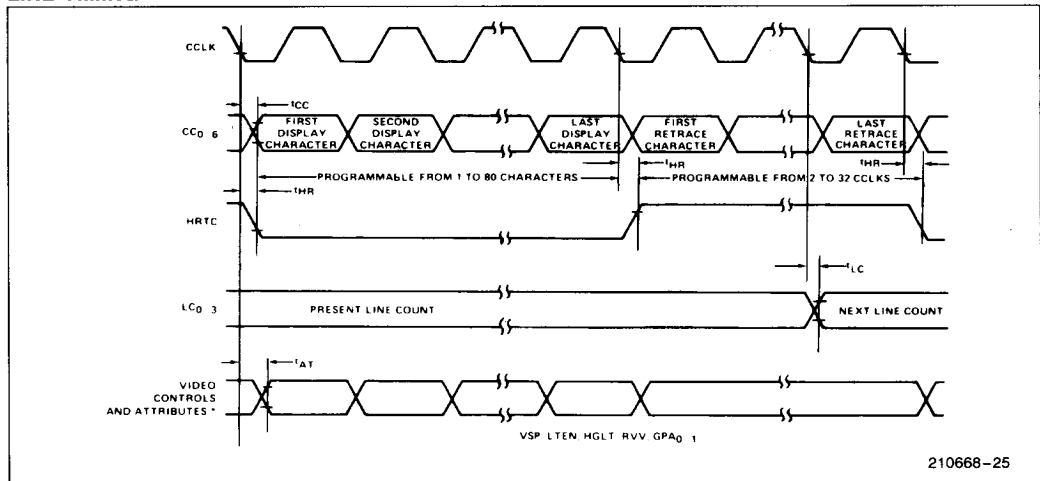 CCLK
tCC
CC0 6
FIRST DISPLAY CHARACTER
SECOND DISPLAY CHARACTER
LAST DISPLAY CHARACTER
FIRST RETRACE CHARACTER
LAST RETRACE CHARACTER
tHR
tHR
PROGRAMMABLE FROM 1 TO 80 CHARACTERS
PROGRAMMABLE FROM 2 TO 32 CCLKS
tHR
HRTC
tLC
LC0 3
PRESENT LINE COUNT
NEXT LINE COUNT
tAT
VIDEO
CONTROLS
AND ATTRIBUTES *
VSP LTEN HGLT RVV GPA0 1
210668-25